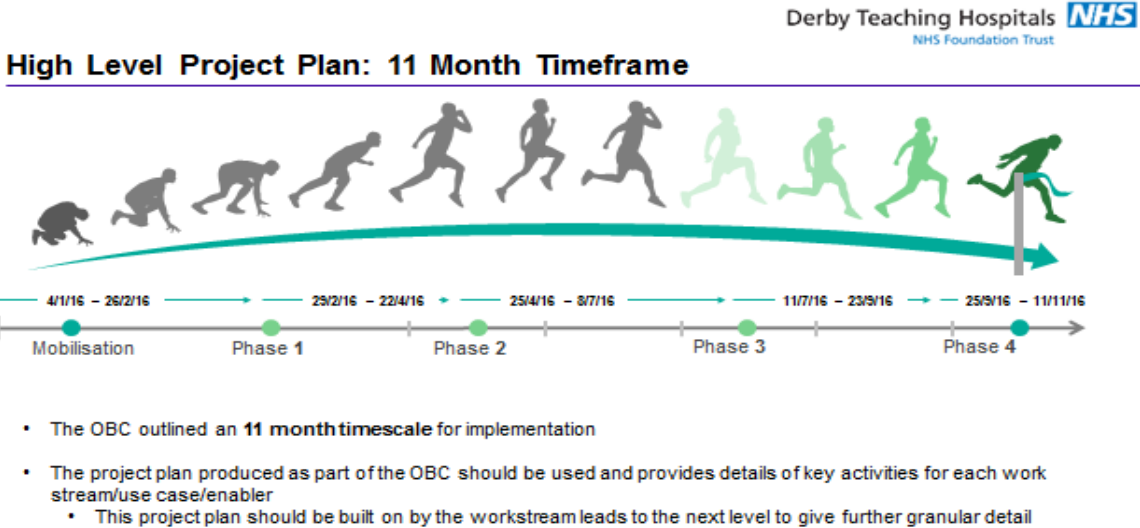 Derby Teaching Hospitals NHS
NHS Foundation Trust
High Level Project Plan: 11 Month Timeframe
4/1/16 – 26/2/16 29/2/16 – 22/4/16 25/4/16 – 8/7/16 11/7/16 – 23/9/16 25/9/16 – 11/11/16
Mobilisation Phase 1 Phase 2 Phase 3 Phase 4
• The OBC outlined an 11 month timescale for implementation
• The project plan produced as part of the OBC should be used and provides details of key activities for each work
stream/use case/enabler
• This project plan should be built on by the workstream leads to the next level to give further granular detail